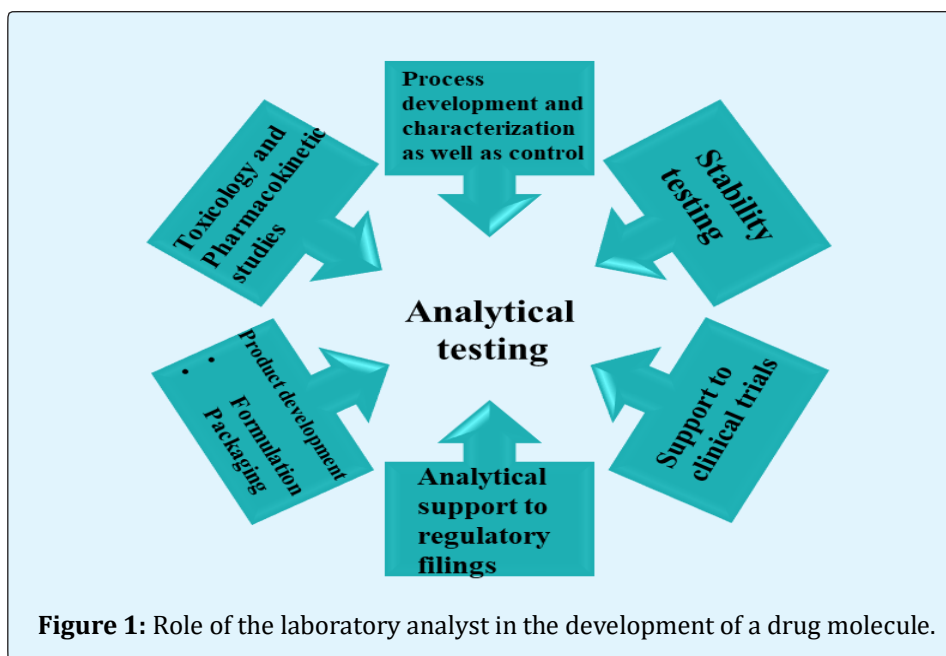 Process
development and
characterization
as well as control
Stability
testing
Support to
clinical trials
Analytical
support to
regulatory
filings
Product development
• Formulation
• Packaging
Toxicology and
Pharmacokinetic
studies
Analytical
testing
Figure 1: Role of the laboratory analyst in the development of a drug molecule.